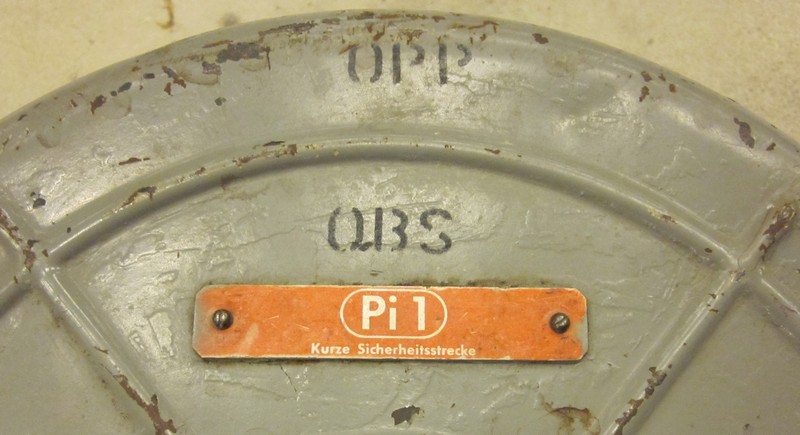 OPP
QBS
Pi 1
Kurze Sicherheitsstrecke